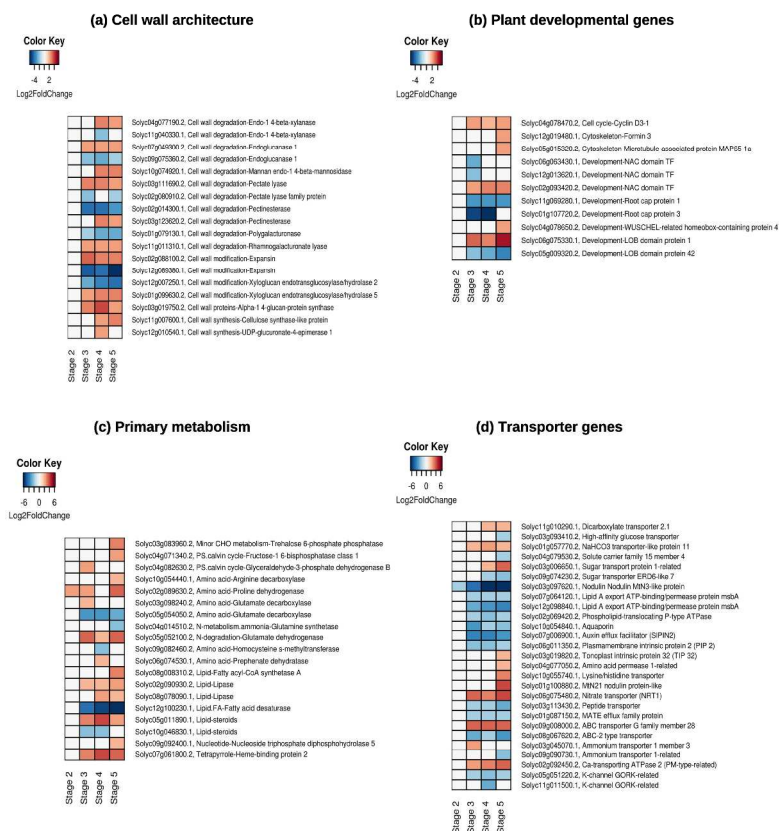 (a) Cell wall architecture
Color Key
-4 2
Log2FoldChange
Solyc04g077190.2, Cell wall degradation-Endo-1 4-beta-xylanase
Solyc11g040330.1, Cell wall degradation-Endo-1 4-beta-xylanase
Solyc07g049300.2, Cell wall degradation-Endoglucanase 1
Solyc09g075360.2, Cell wall degradation-Endoglucanase 1
Solyc10g074920.1, Cell wall degradation-Mannan endo-1 4-beta-mannosidase
Solyc03g111690.2, Cell wall degradation-Pectate lyase
Solyc02g080910.2, Cell wall degradation-Pectate lyase family protein
Solyc02g014300.1, Cell wall degradation-Pectinesterase
Solyc03g123620.2, Cell wall degradation-Pectinesterase
Solyc01g079130.1, Cell wall degradation-Polygalacturonase
Solyc11g011310.1, Cell wall degradation-Rhamnogalacturonate lyase
Solyc02g088100.2, Cell wall modification-Expansin
Solyc12g089380.1, Cell wall modification-Expansin
Solyc12g007250.1, Cell wall modification-Xyloglucan endotransglucosylase/hydrolase 2
Solyc01g099630.2, Cell wall modification-Xyloglucan endotransglucosylase/hydrolase 5
Solyc03g019750.2, Cell wall proteins-Alpha-1 4-glucan-protein synthase
Solyc11g007600.1, Cell wall synthesis-Cellulose synthase-like protein
Solyc12g010540.1, Cell wall synthesis-UDP-glucuronate-4-epimerase 1
Stage 2
Stage 3
Stage 4
Stage 5
(b) Plant developmental genes
Color Key
-4 2
Log2FoldChange
Solyc04g078470.2, Cell cycle-Cyclin D3-1
Solyc12g019480.1, Cytoskeleton-Formin 3
Solyc05g015320.2, Cytoskeleton-Microtubule associated protein MAP65 1a
Solyc06g063430.1, Development-NAC domain TF
Solyc12g013620.1, Development-NAC domain TF
Solyc02g093420.2, Development-NAC domain TF
Solyc11g069280.1, Development-Root cap protein 1
Solyc01g107720.2, Development-Root cap protein 3
Solyc04g078650.2, Development-WUSCHEL-related homeobox-containing protein 4
Solyc06g075330.1, Development-LOB domain protein 1
Solyc05g009320.1, Development-LOB domain protein 42
Stage 2
Stage 3
Stage 4
Stage 5
(c) Primary metabolism
Color Key
-6 0 4
Log2FoldChange
Solyc03g083960.2, Minor CHO metabolism-Trehalose 6-phosphate phosphatase
Solyc04g071340.2, PS.calvin cycle-Fructose-1 6-bisphosphatase class 1
Solyc04g082630.2, PS.calvin cycle-Glyceraldehyde-3-phosphate dehydrogenase B
Solyc10g054440.1, Amino acid-Arginine decarboxylase
Solyc02g089630.2, Amino acid-Proline dehydrogenase
Solyc03g098240.2, Amino acid-Glutamate decarboxylase
Solyc05g054050.2, Amino acid-Glutamate decarboxylase
Solyc04g014510.2, N-metabolism.ammonia-Glutamine synthetase
Solyc05g052100.2, N-degradation-Glutamate dehydrogenase
Solyc09g082460.2, Amino acid-Homocysteine s-methyltransferase
Solyc06g074530.1, Amino acid-Prephenate dehydratase
Solyc08g008310.2, Lipid-Fatty acyl-CoA synthetase A
Solyc02g090930.2, Lipid-Lipase
Solyc08g078090.1, Lipid-Lipase
Solyc12g100230.1, Lipid.FA-Fatty acid desaturase
Solyc05g011890.1, Lipid-steroids
Solyc10g046830.1, Lipid-steroids
Solyc09g092400.1, Nucleotide-Nucleoside triphosphate diphosphohydrolase 5
Solyc07g061800.2, Tetrapyrrole-Heme-binding protein 2
Stage 2
Stage 3
Stage 4
Stage 5
(d) Transporter genes
Color Key
-6 0 6
Log2FoldChange
Solyc11g010290.1, Dicarboxylate transporter 2.1
Solyc03g093410.2, High-affinity glucose transporter
Solyc01g057770.2, NaHCO3 transporter-like protein 11
Solyc04g079530.2, Solute carrier family 15 member 4
Solyc03g006650.1, Sugar transport protein 1-related
Solyc09g074230.2, Sugar transporter ERD6-like 7
Solyc03g097620.1, Nodulin Nodulin MtN3-like protein
Solyc07g064120.1, Lipid A export ATP-binding/permease protein msbA
Solyc12g098840.1, Lipid A export ATP-binding/permease protein msbA
Solyc02g069420.2, Phospholipid-translocating P-type ATPase
Solyc10g054840.1, Aquaporin
Solyc07g006900.1, Auxin efflux facilitator (SlPIN2)
Solyc06g011350.2, Plasmamembrane intrinsic protein 2 (PIP 2)
Solyc03g019820.2, Tonoplast intrinsic protein 32 (TIP 32)
Solyc04g077050.2, Amino acid permease 1-related
Solyc10g055740.1, Lysine/histidine transporter
Solyc01g100880.2, MtN21 nodulin protein-like
Solyc06g075480.2, Nitrate transporter (NRT1)
Solyc03g113430.2, Peptide transporter
Solyc01g087150.2, MATE efflux family protein
Solyc09g008000.2, ABC transporter G family member 28
Solyc08g067620.2, ABC-2 type transporter
Solyc03g045070.1, Ammonium transporter 1 member 3
Solyc09g090730.1, Ammonium transporter 1-related
Solyc02g092450.2, Ca-transporting ATPase 2 (PM-type-related)
Solyc05g051220.2, K-channel GORK-related
Solyc11g011500.1, K-channel GORK-related
Stage 2
Stage 3
Stage 4
Stage 5